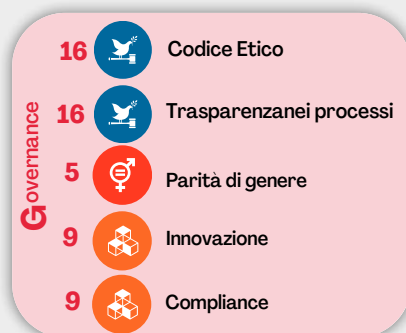 Governance
16 Codice Etico
16 Trasparenzanei processi
5 Parità di genere
9 Innovazione
9 Compliance